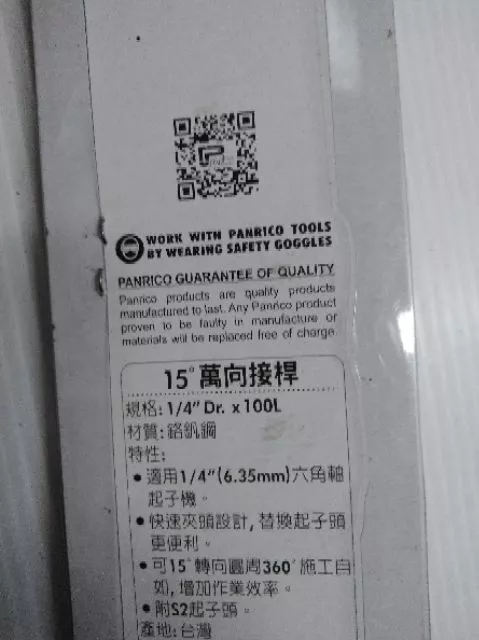 WORK WITH PANRICO TOOLS
BY WEARING SAFETY GOGGLES
PANRICO GUARANTEE OF QUALITY
Panrico products are quality products
manufactured to last. Any Panrico product
proven to be faulty in manufacture or
materials will be replaced free of charge.
15°萬向接桿
規格: 1/4" Dr. x 100L
材質: 鉻釩鋼
特性:
● 適用1/4"(6.35mm)六角軸
起子機。
● 快速夾頭設計, 替換起子頭
更便利。
● 可15°轉向圓周360°施工自
如, 增加作業效率。
● 附S2起子頭。
產地: 台灣